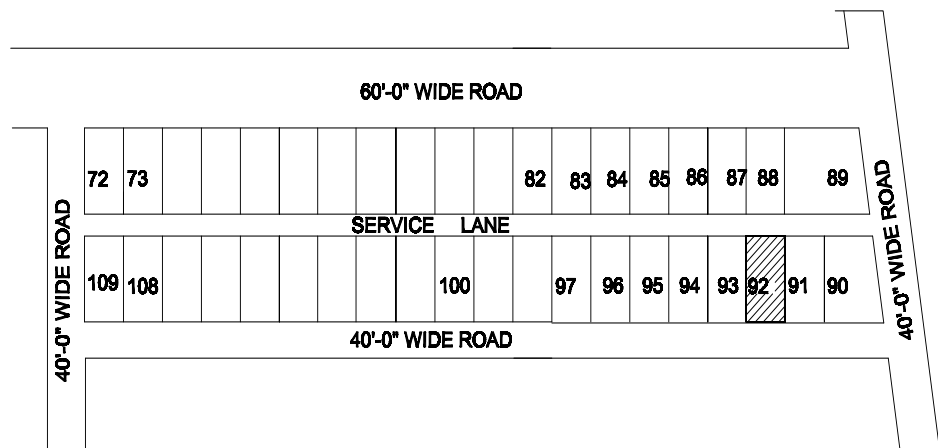 60'-0" WIDE ROAD
72 73 82 83 84 85 86 87 88 89
SERVICE LANE
109 108 100 97 96 95 94 93 92 91 90
40'-0" WIDE ROAD
40'-0" WIDE ROAD
40'-0" WIDE ROAD